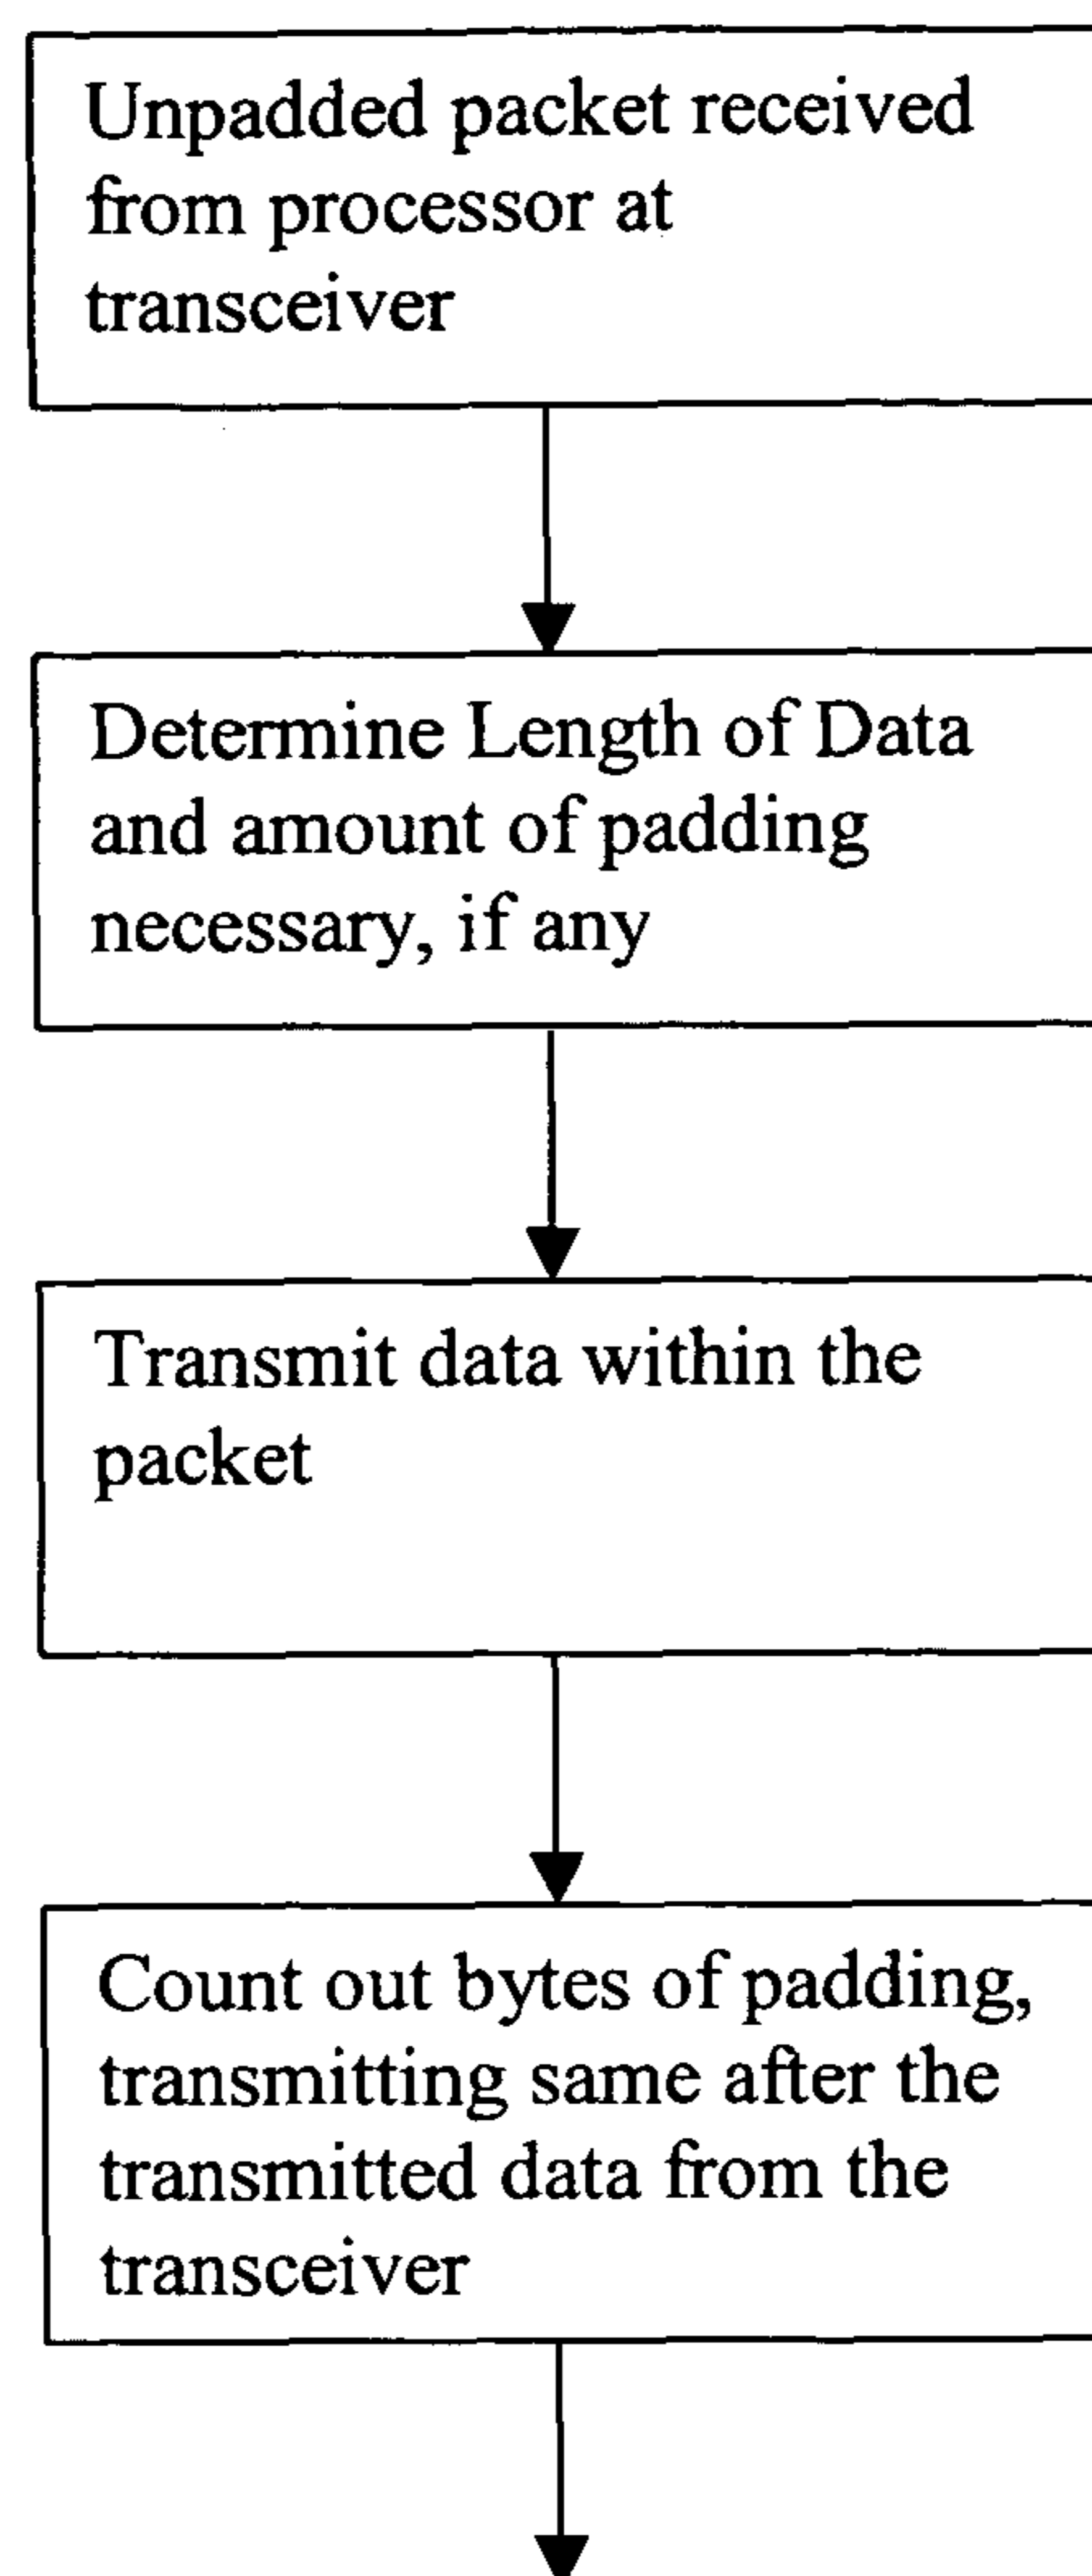 Unpadded packet received
from processor at
transceiver
Determine Length of Data
and amount of padding
necessary, if any
Transmit data within the
packet
Count out bytes of padding,
transmitting same after the
transmitted data from the
transceiver